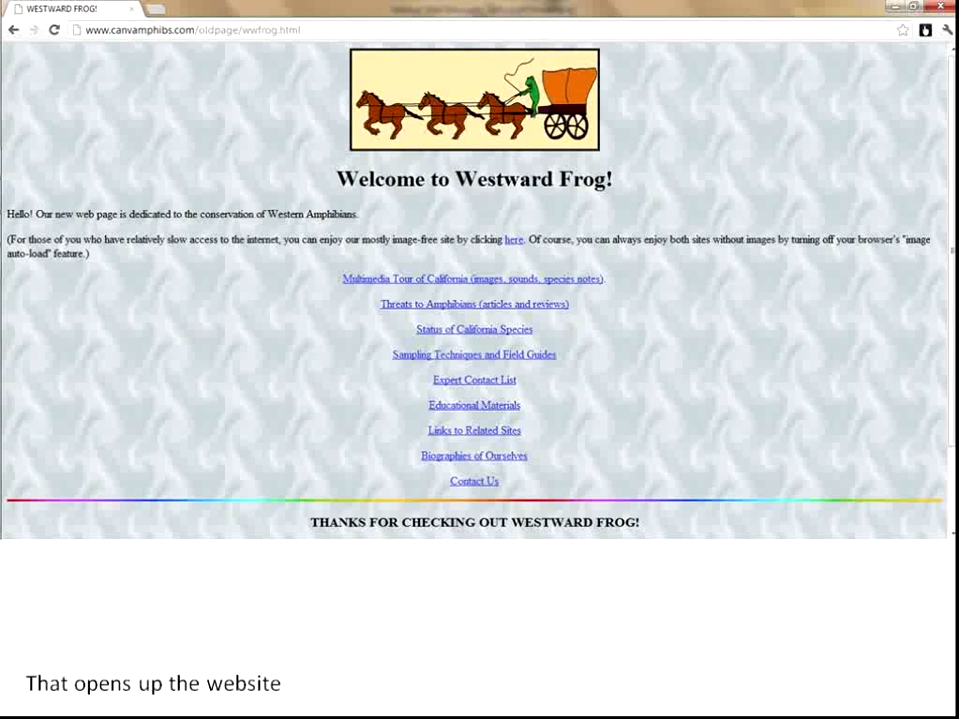 WESTWARD FROG!
www.canvamphibs.com/oldpage/wwfrog.html
Welcome to Westward Frog!
Hello! Our new web page is dedicated to the conservation of Western Amphibians.
(For those of you who have relatively slow access to the internet, you can enjoy our mostly image-free site by clicking here. Of course, you can always enjoy both sites without images by turning off your browser's "image
auto-load" feature.)
Multimedia Tour of California (images, sounds, species notes).
Threats to Amphibians (articles and reviews)
Status of California Species
Sampling Techniques and Field Guides
Expert Contact List
Educational Materials
Links to Related Sites
Biographies of Ourselves
Contact Us
THANKS FOR CHECKING OUT WESTWARD FROG!
That opens up the website